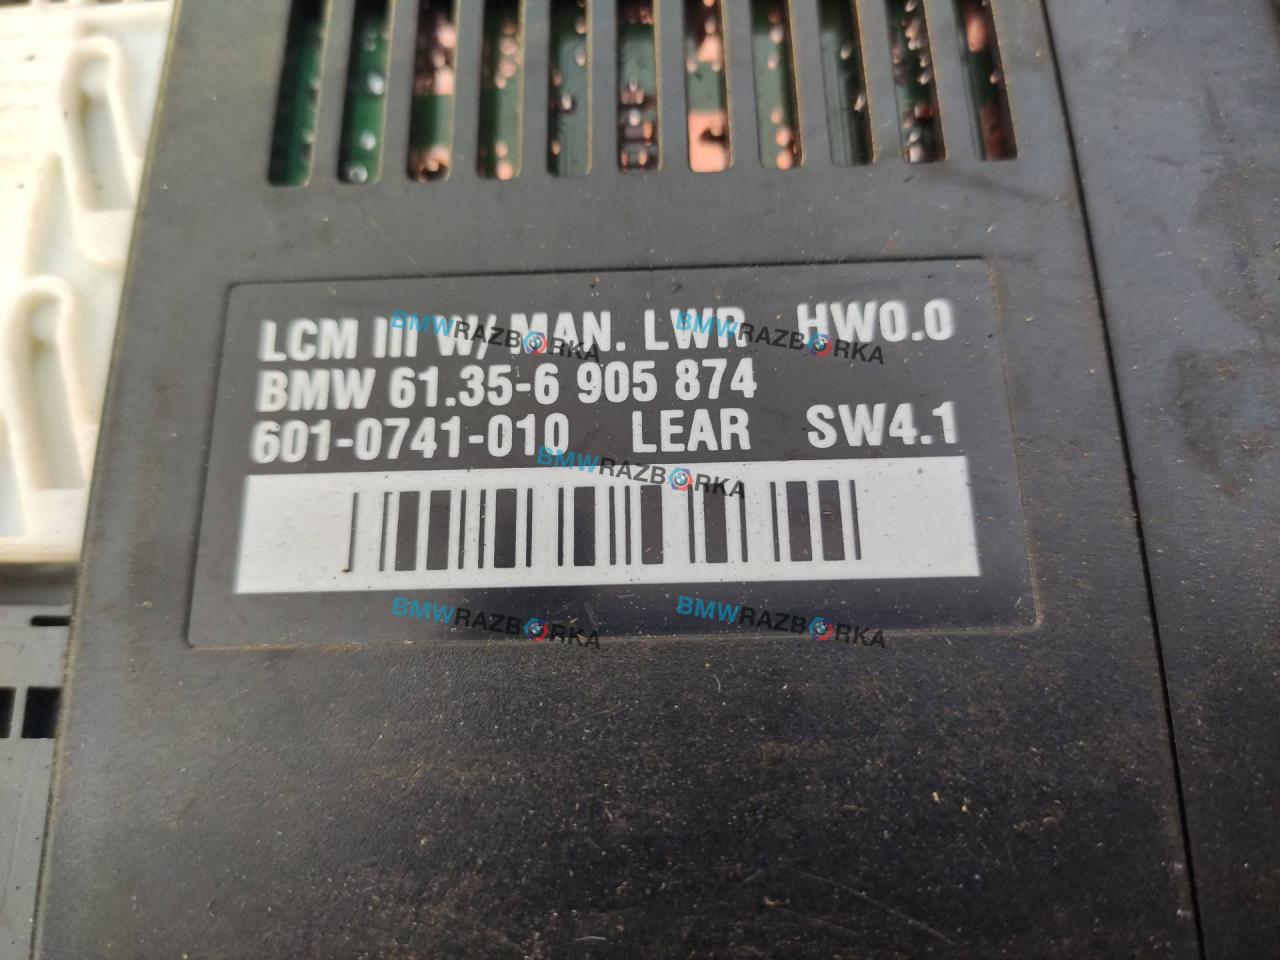 LCM III W/ MAN. LWR HW0.0
BMW 61.35-6 905 874
601-0741-010 LEAR SW4.1
BMWRAZBORKA
BMWRAZBORKA
BMWRAZBORKA
BMWRAZBORKA
BMWRAZBORKA